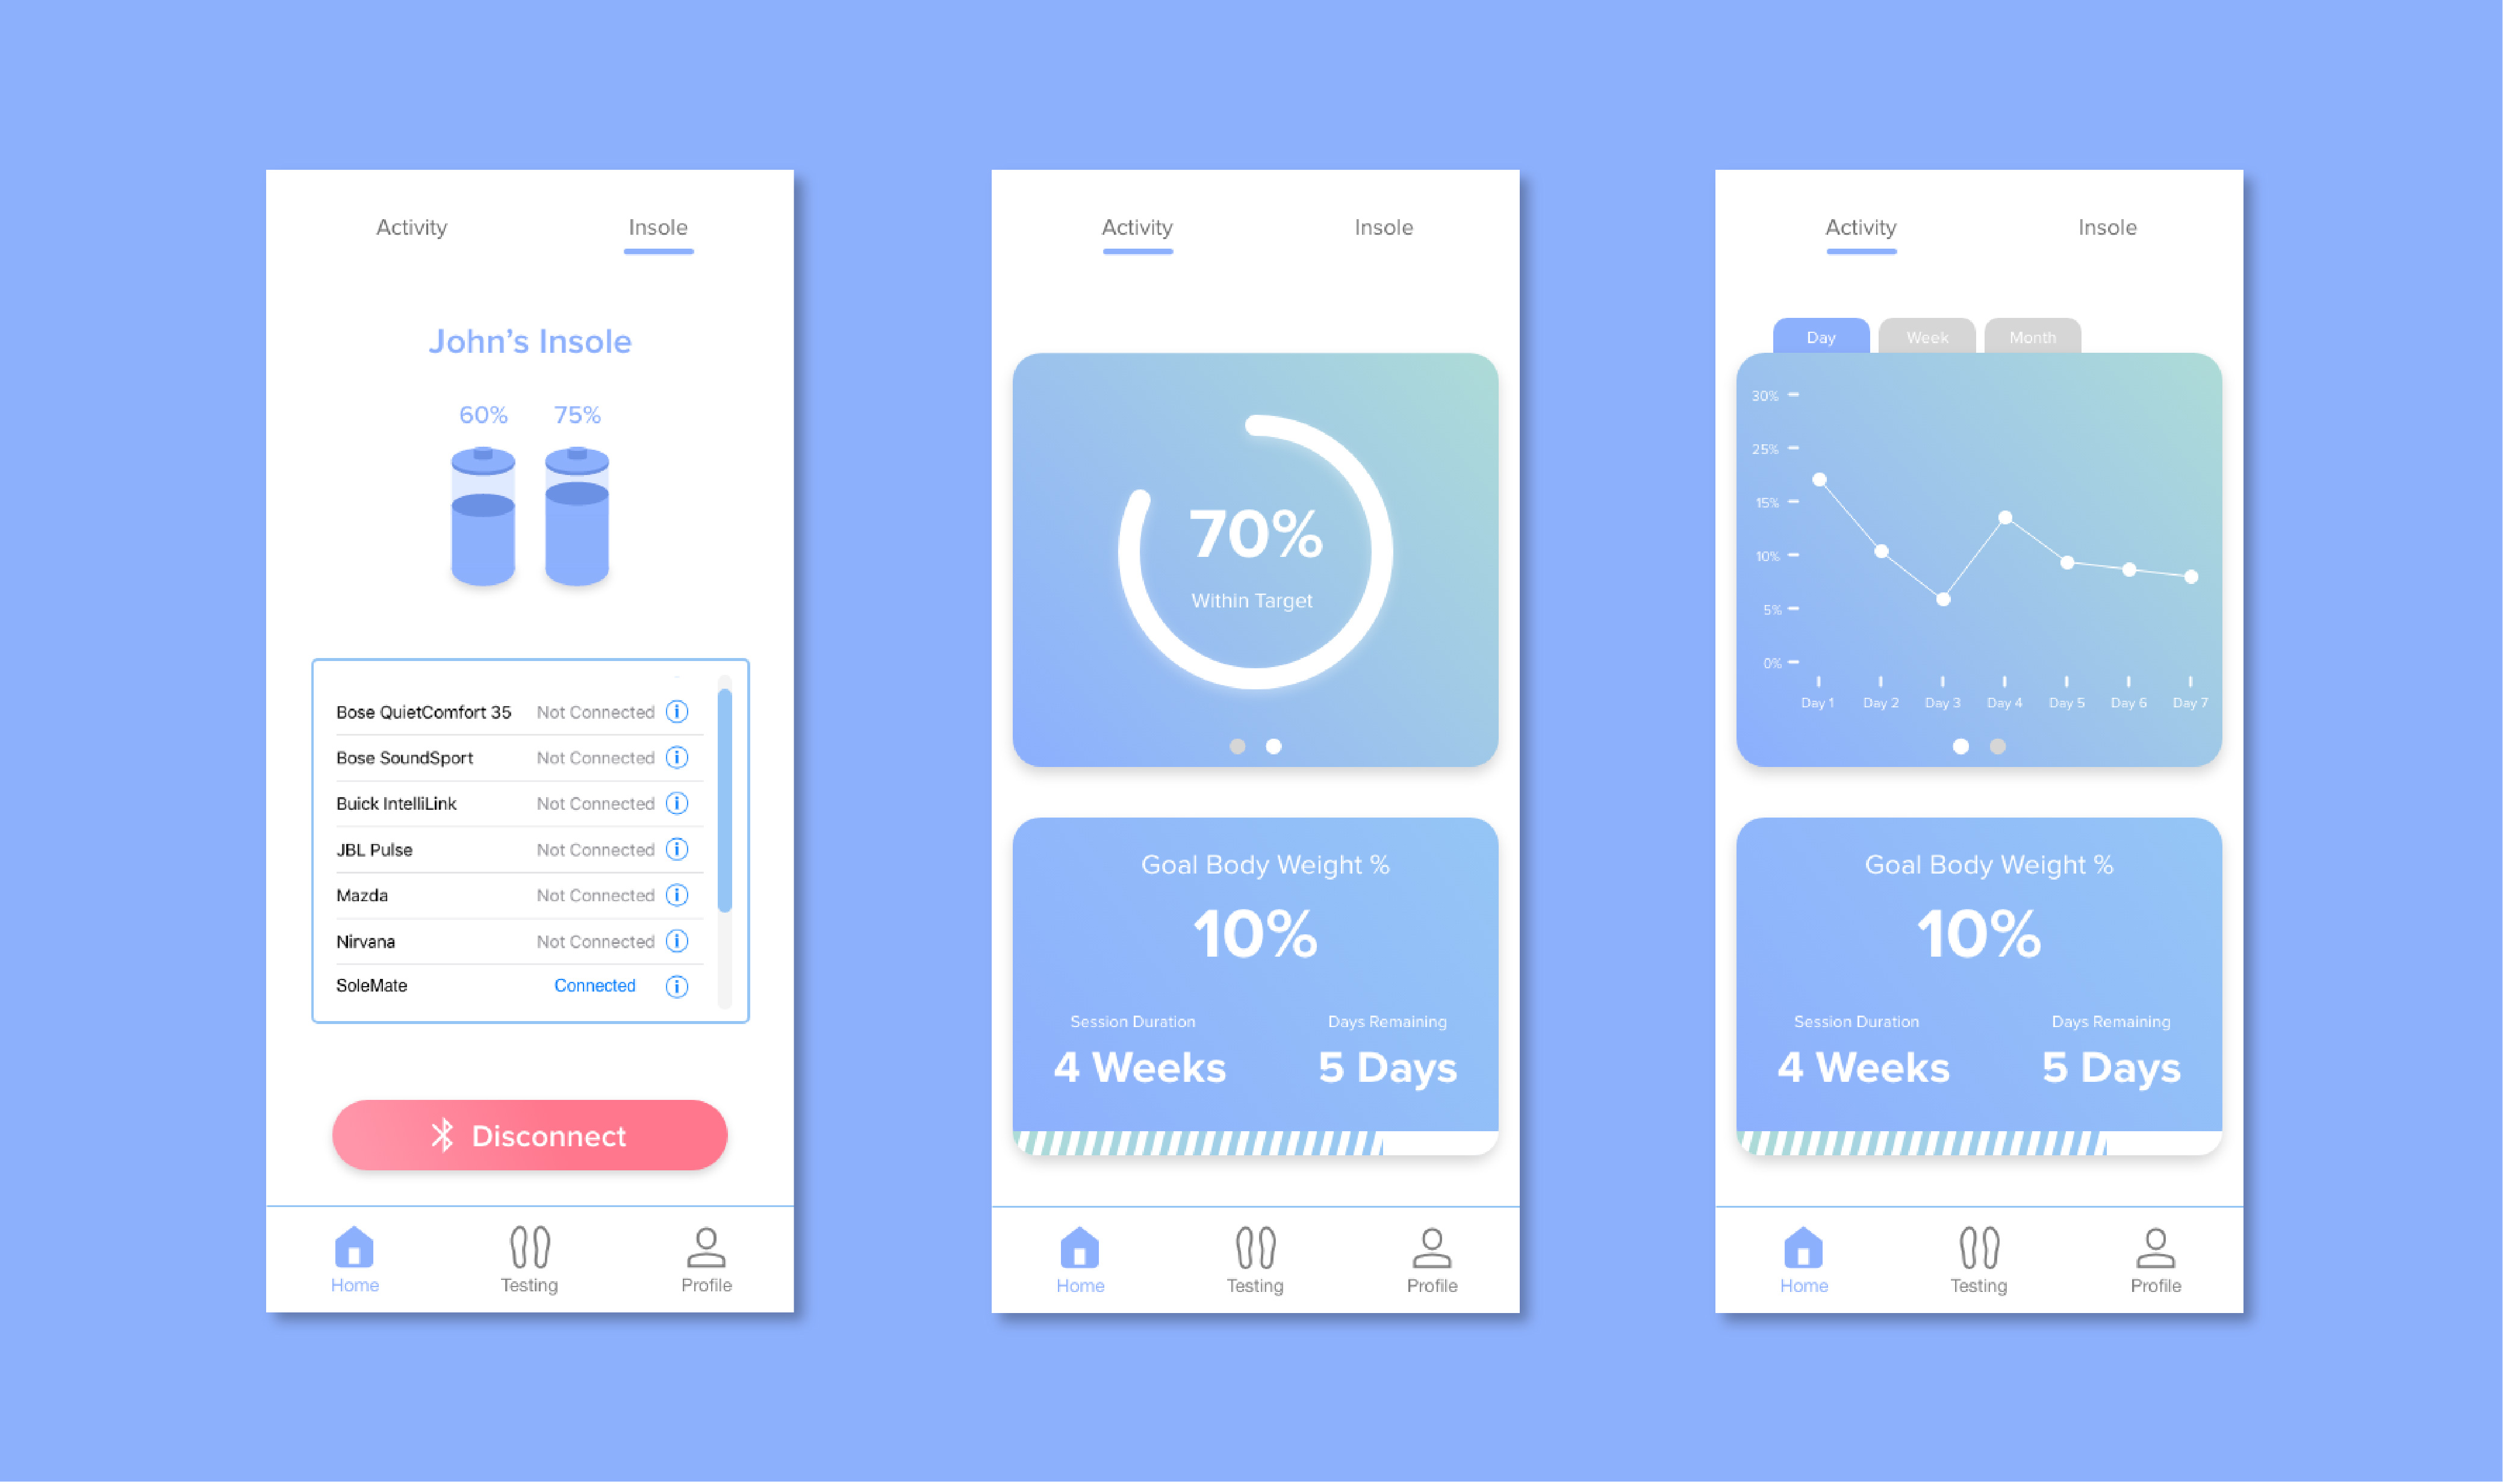 Activity Insole
John's Insole
60% 75%
Bose QuietComfort 35 Not Connected
Bose SoundSport Not Connected
Buick IntelliLink Not Connected
JBL Pulse Not Connected
Mazda Not Connected
Nirvana Not Connected
SoleMate Connected
Disconnect
Home Testing Profile
Activity Insole
70%
Within Target
Goal Body Weight %
10%
Session Duration Days Remaining
4 Weeks 5 Days
Home Testing Profile
Activity Insole
Day Week Month
30%
25%
15%
10%
5%
0%
Day 1 Day 2 Day 3 Day 4 Day 5 Day 6 Day 7
Goal Body Weight %
10%
Session Duration Days Remaining
4 Weeks 5 Days
Home Testing Profile